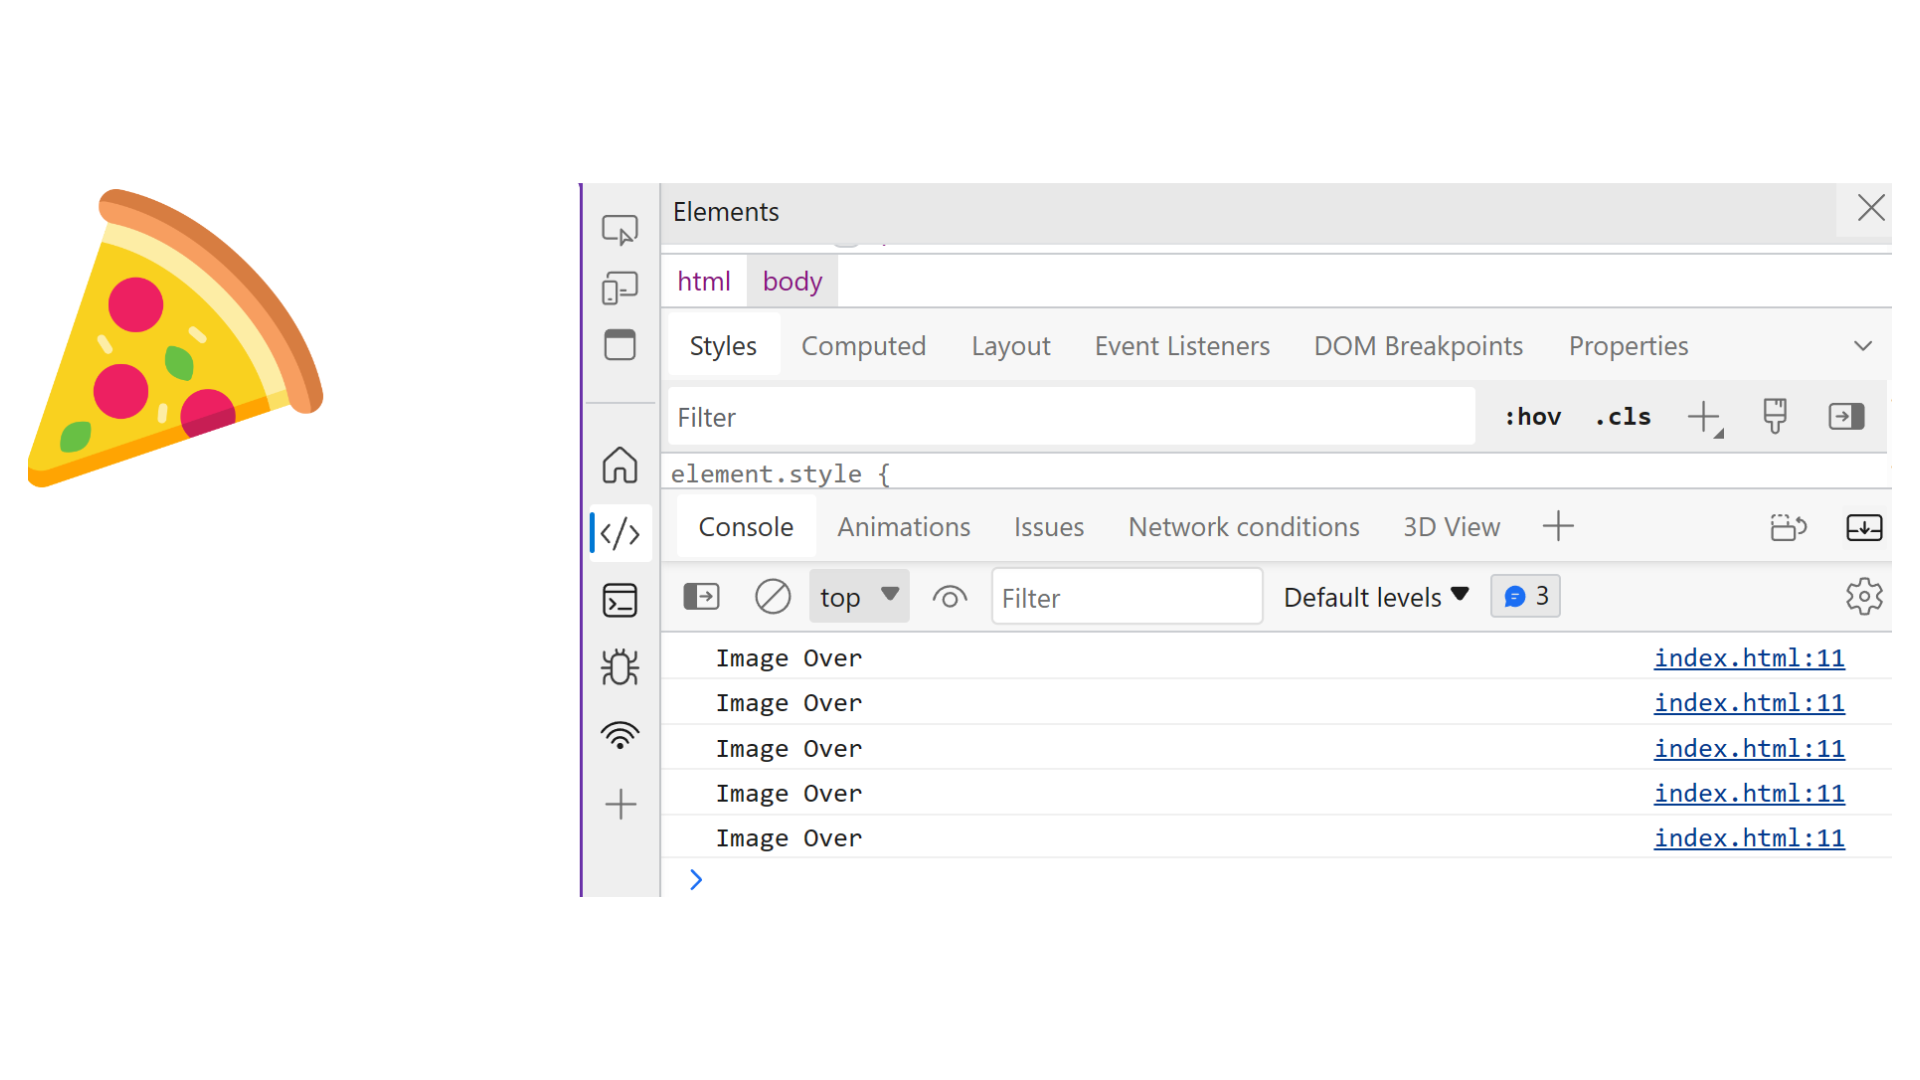 Elements
html body
Styles Computed Layout Event Listeners DOM Breakpoints Properties
Filter :hov .cls
element.style {
Console Animations Issues Network conditions 3D View
top Filter Default levels 3
Image Over index.html:11
Image Over index.html:11
Image Over index.html:11
Image Over index.html:11
Image Over index.html:11